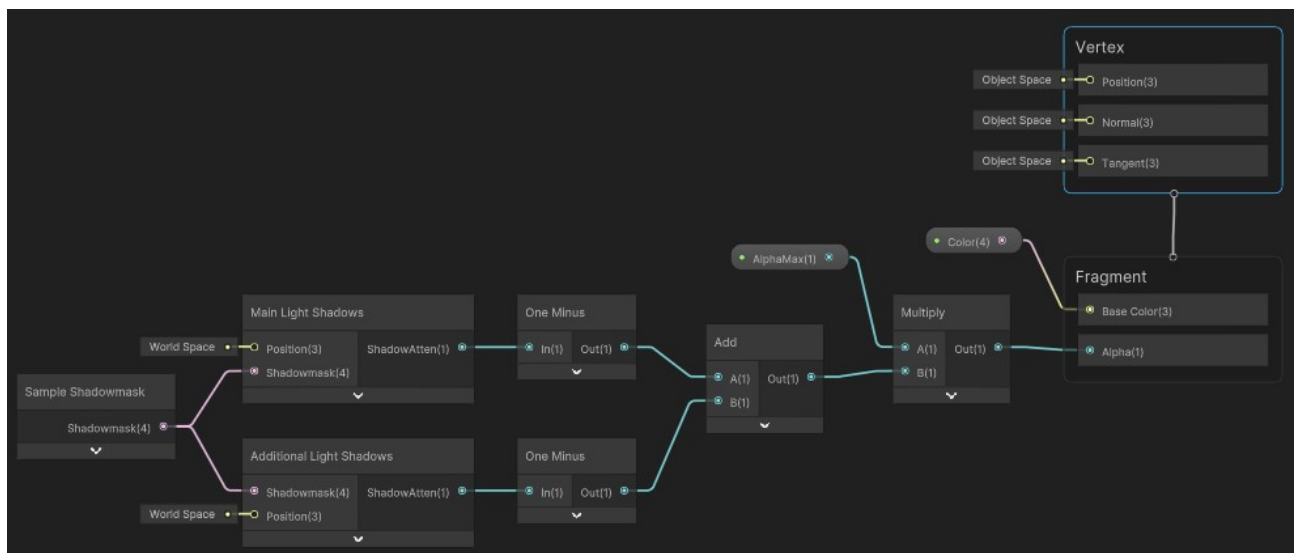 Vertex
Object Space
Position(3)
Object Space
Normal(3)
Object Space
Tangent(3)
Color(4)
AlphaMax(1)
Fragment
Base Color(3)
Alpha(1)
Main Light Shadows
World Space
Position(3)
ShadowAtten(1)
Shadowmask(4)
One Minus
In(1)
Out(1)
Add
A(1)
Out(1)
B(1)
Multiply
A(1)
Out(1)
B(1)
Sample Shadowmask
Shadowmask(4)
Additional Light Shadows
Shadowmask(4)
ShadowAtten(1)
World Space
Position(3)
One Minus
In(1)
Out(1)